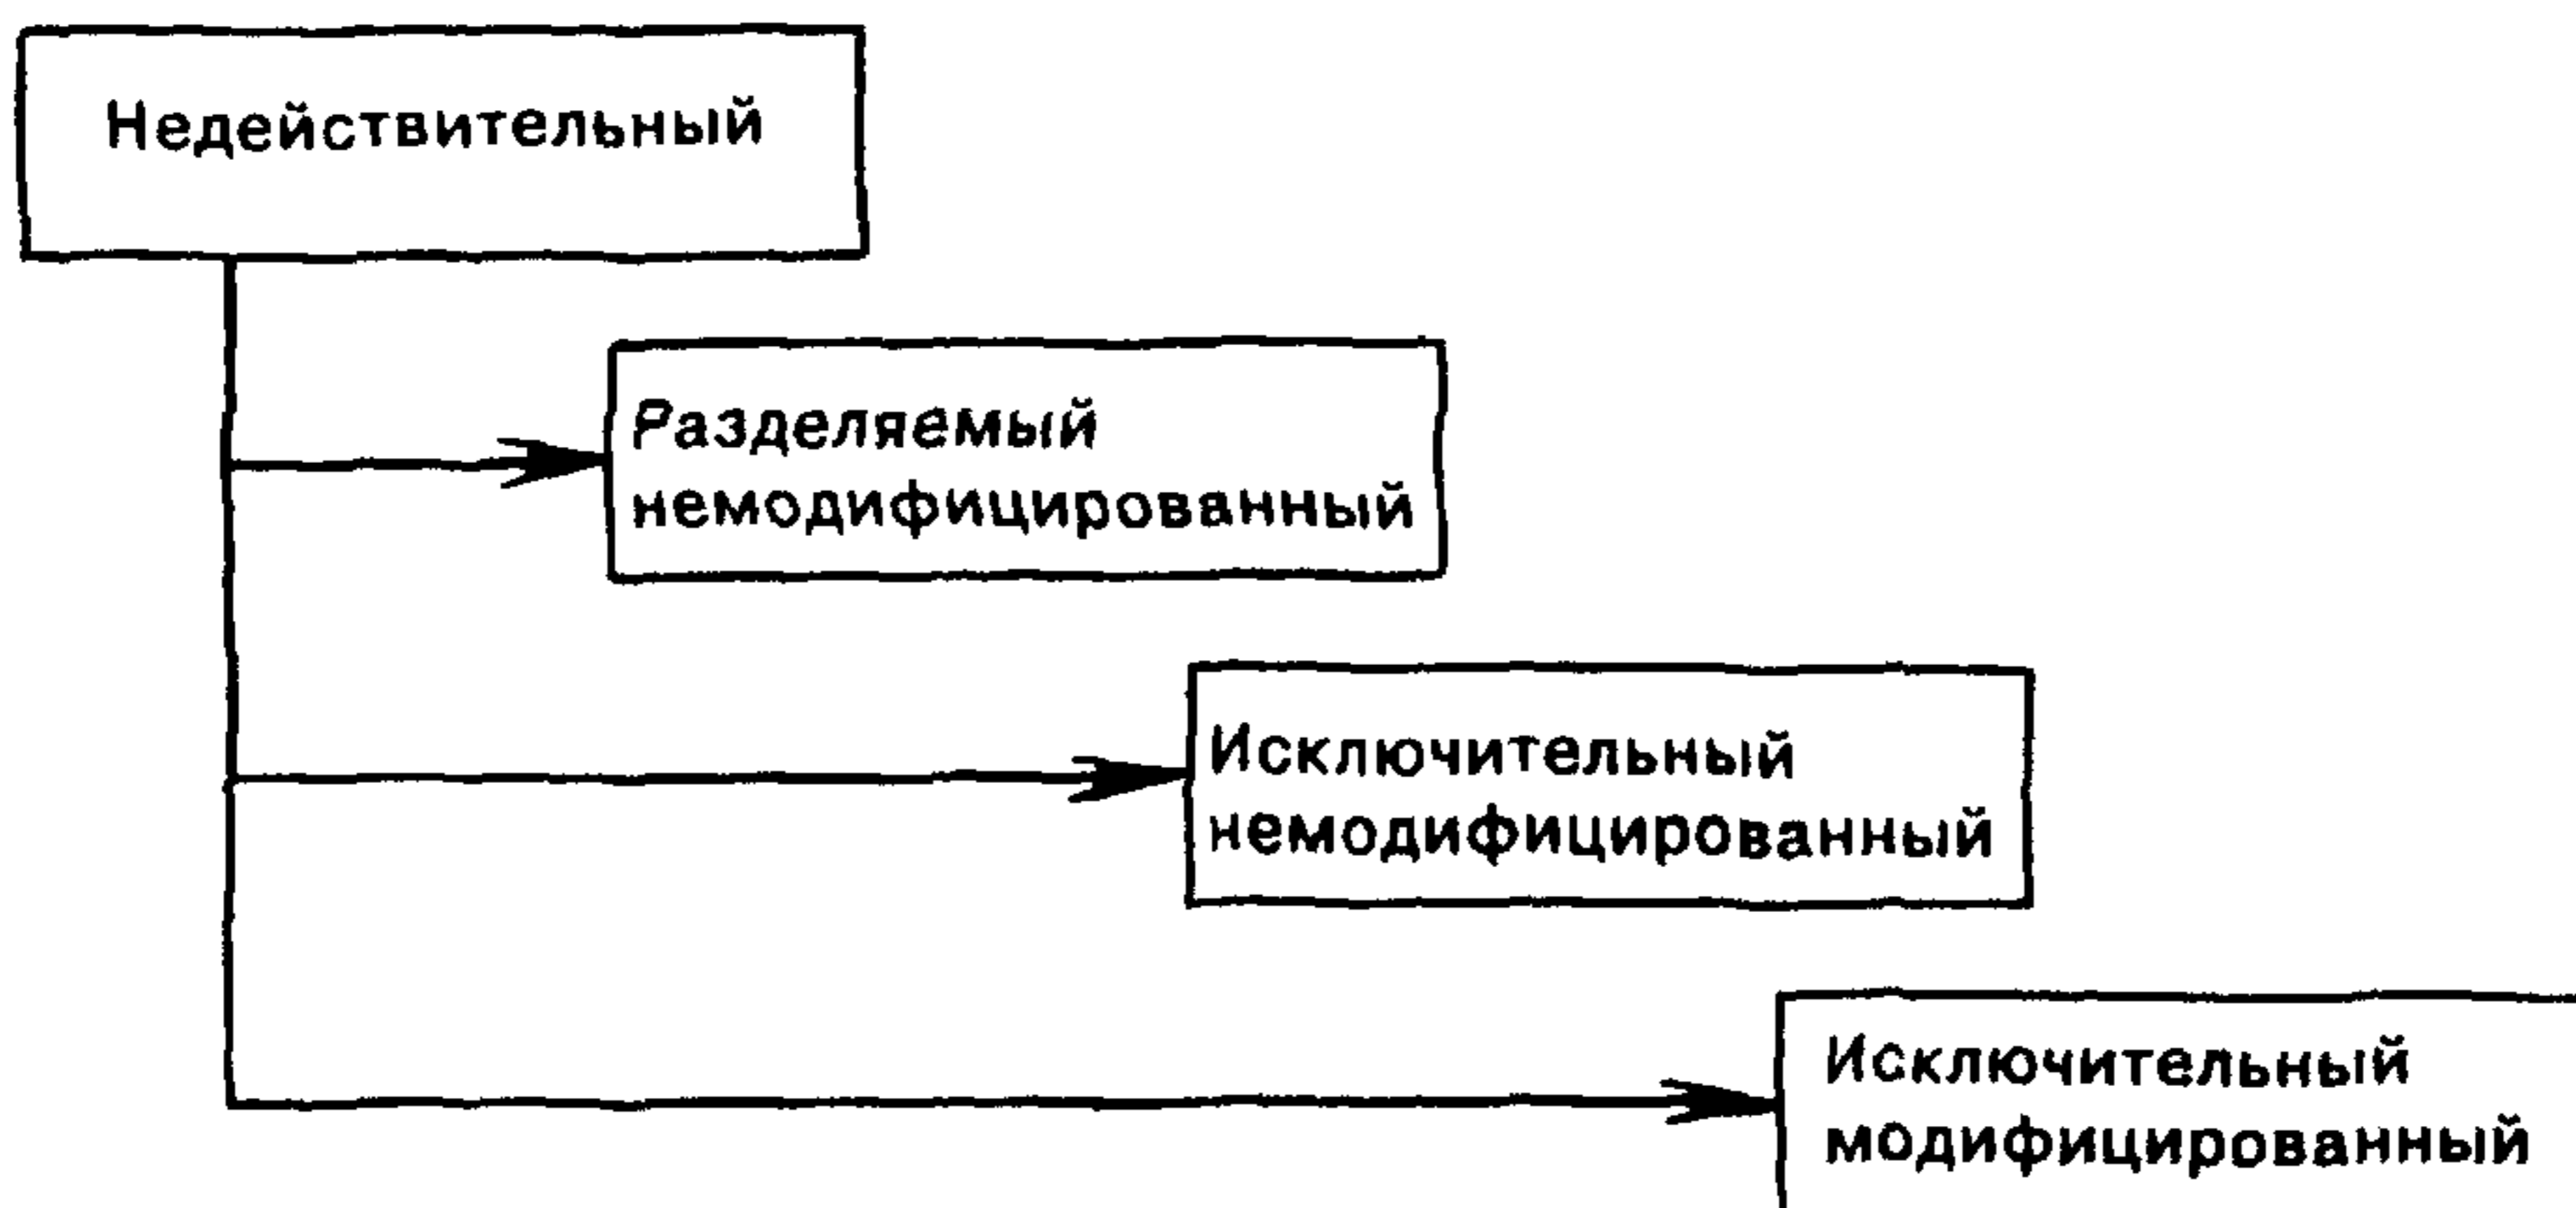 Недействительный
Разделяемый
немодифицированный
Исключительный
немодифицированный
Исключительный
модифицированный